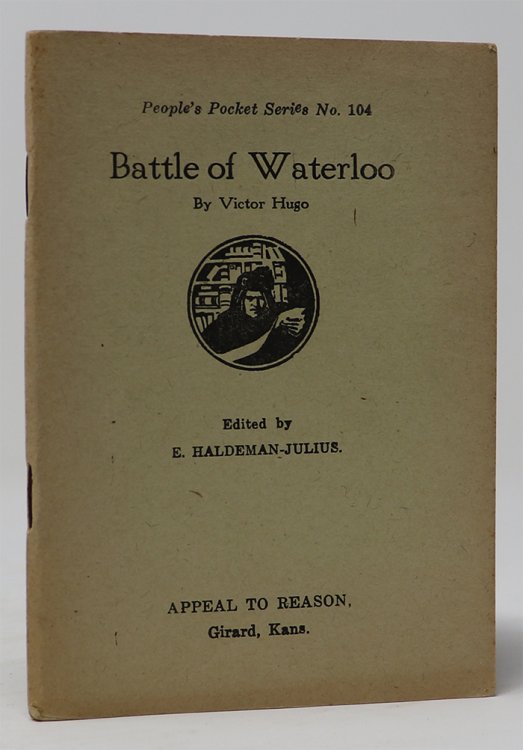 People's Pocket Series No. 104
Battle of Waterloo
By Victor Hugo
Edited by
E. HALDEMAN-JULIUS.
APPEAL TO REASON,
Girard, Kans.